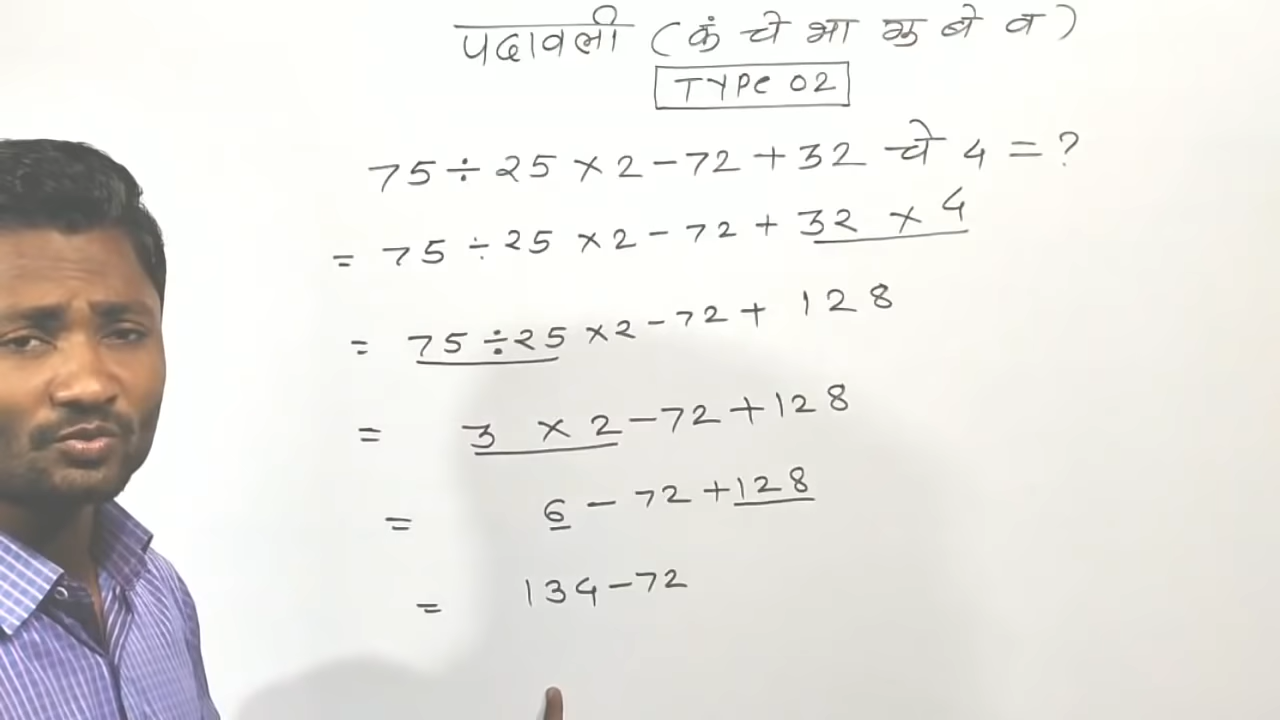 पदावली (कं चे भा गु बे व)
TYPE 02
75 ÷ 25 × 2 - 72 + 32 चे 4 = ?
= 75 ÷ 25 × 2 - 72 + 32 × 4
= 75 ÷ 25 × 2 - 72 + 128
= 3 × 2 - 72 + 128
= 6 - 72 + 128
= 134 - 72